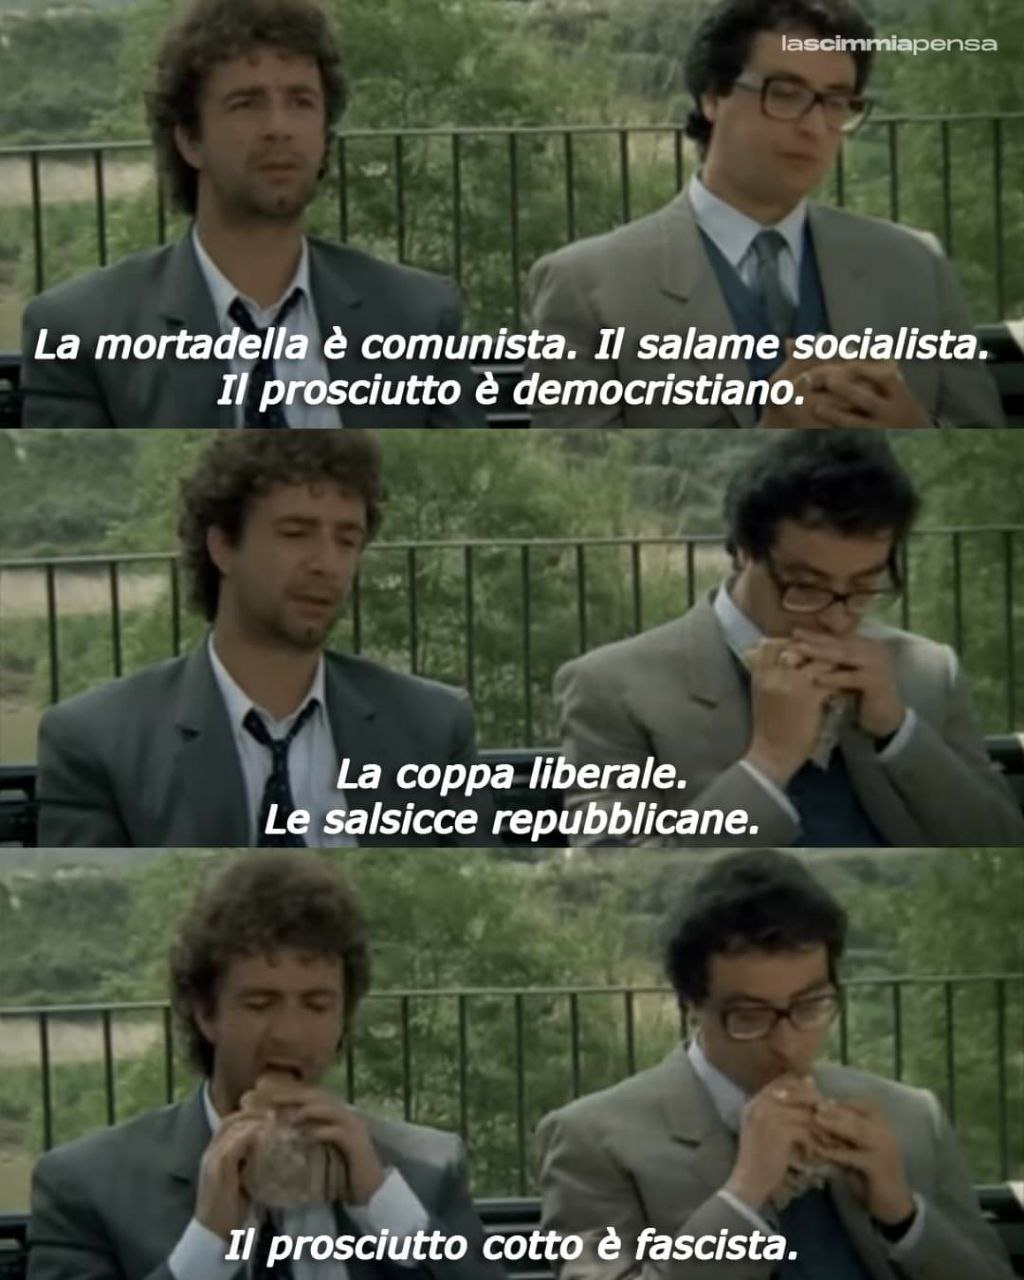 lascimmiapensa
La mortadella è comunista. Il salame socialista.
Il prosciutto è democristiano.
La coppa liberale.
Le salsicce repubblicane.
Il prosciutto cotto è fascista.